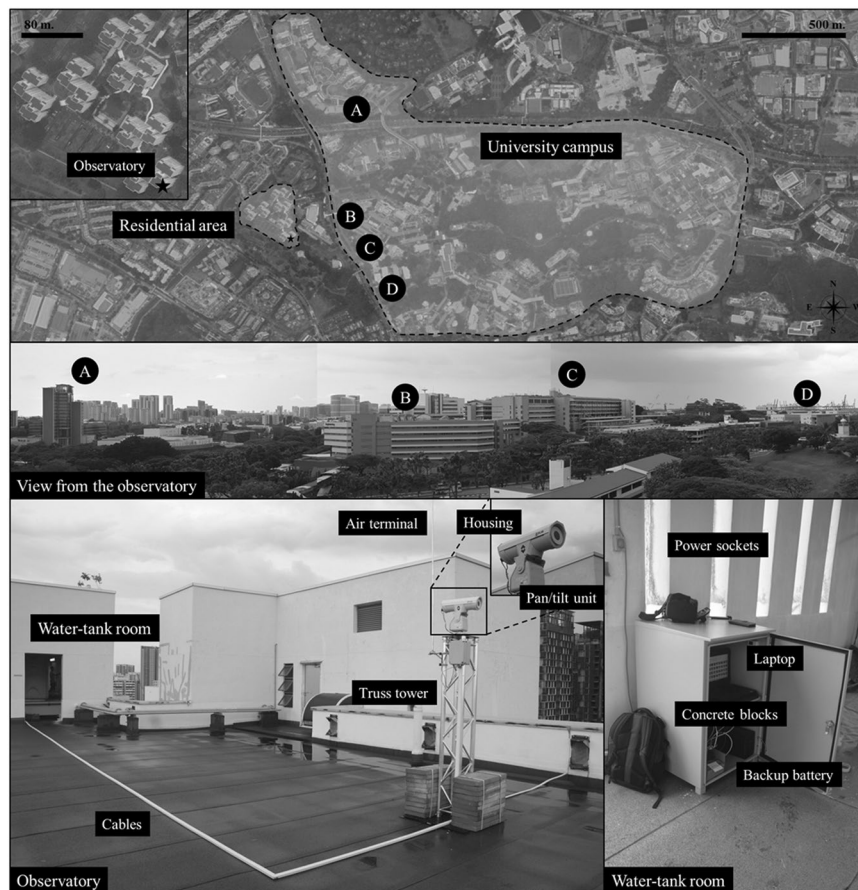 80 m.
500 m.
A
University campus
Observatory
Residential area
B
C
D
N
E
W
S
A
B
C
D
View from the observatory
Air terminal
Housing
Power sockets
Pan/tilt unit
Water-tank room
Laptop
Truss tower
Concrete blocks
Backup battery
Cables
Observatory
Water-tank room